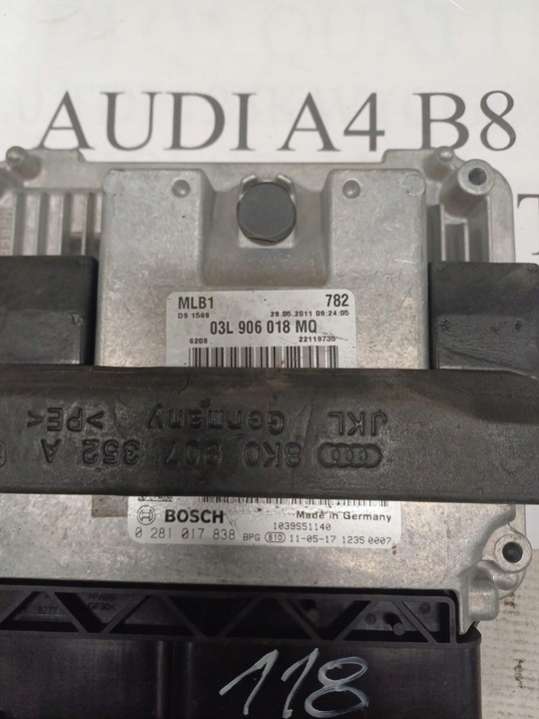 AUDI A4 B8
MLB1 782
DS 1569 28.05.2011 09:24:05
03L 906 018 MQ
6208 22119735
8K0 907 352 A
JKL Germany >PE<
BOSCH Made in Germany
1039S51140
0 281 017 838 BPG 11-05-17 1235 0007
118